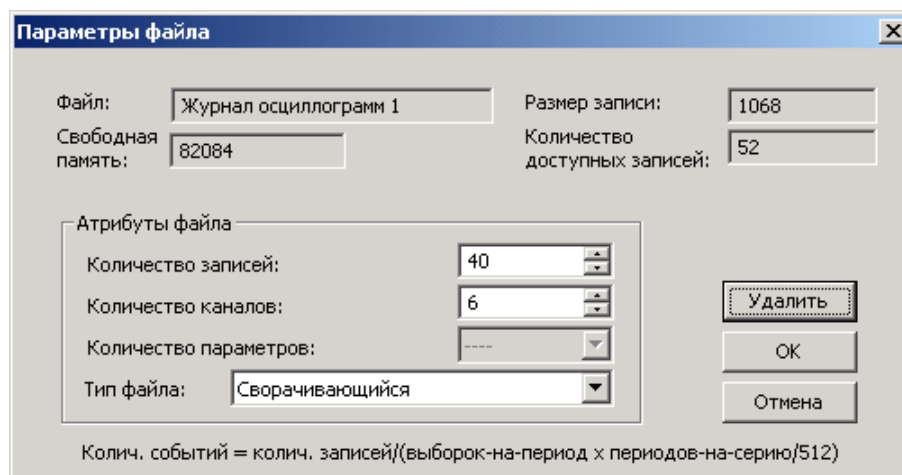 Параметры файла
Файл: Журнал осциллограмм 1 Размер записи: 1068
Свободная память: 82084 Количество доступных записей: 52
Атрибуты файла
Количество записей: 40
Количество каналов: 6
Количество параметров: ----
Тип файла: Сворачивающийся
Удалить
ОК
Отмена
Колич. событий = колич. записей/(выборок-на-период x периодов-на-серию/512)